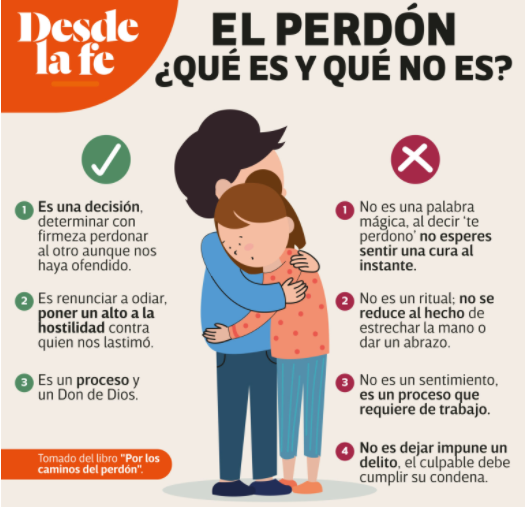 Desde
la fe
EL PERDÓN
¿QUÉ ES Y QUÉ NO ES?
1 Es una decisión,
determinar con
firmeza perdonar
al otro aunque nos
haya ofendido.
2 Es renunciar a odiar,
poner un alto a la
hostilidad contra
quien nos lastimó.
3 Es un proceso y
un Don de Dios.
Tomado del libro "Por los
caminos del perdón".
1 No es una palabra
mágica, al decir ‘te
perdono’ no esperes
sentir una cura al
instante.
2 No es un ritual; no se
reduce al hecho de
estrechar la mano o
dar un abrazo.
3 No es un sentimiento,
es un proceso que
requiere de trabajo.
4 No es dejar impune un
delito, el culpable debe
cumplir su condena.